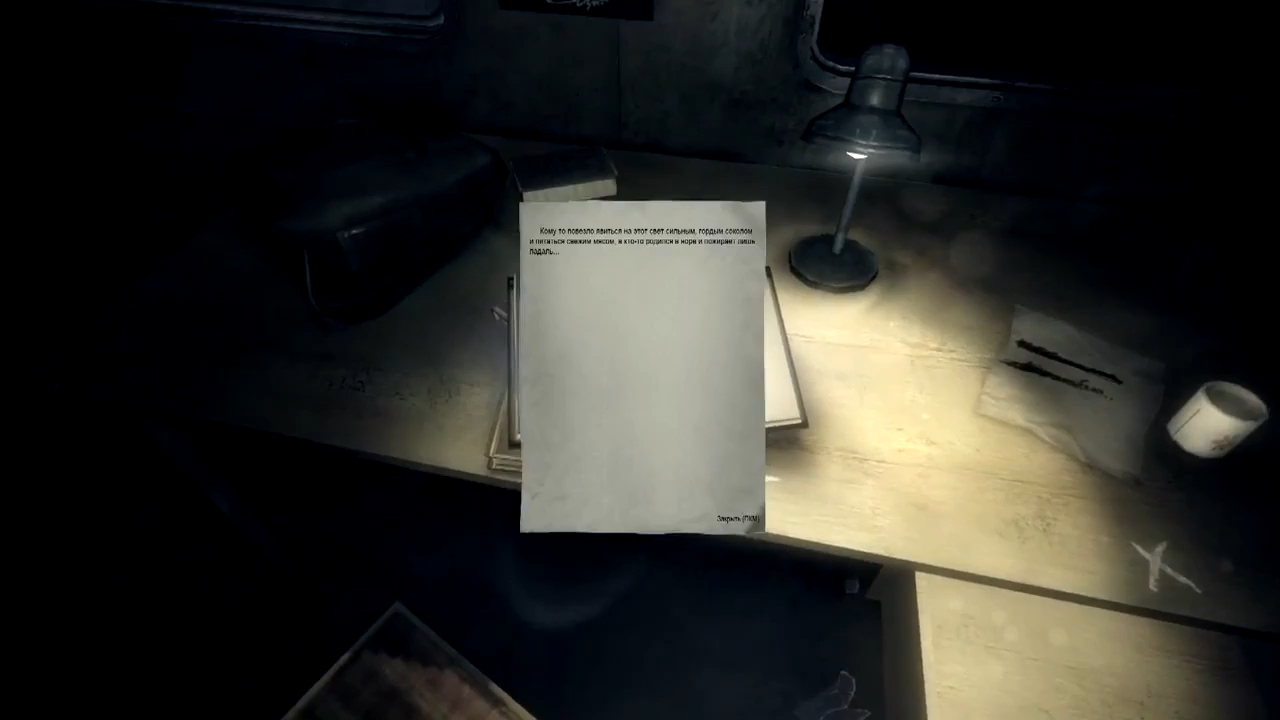 Кому то повезло явиться на этот свет сильным, гордым соколом
и питаться свежим мясом, а кто-то родился в норе и пожирает лишь
падаль...
Закрыть (ПКМ)